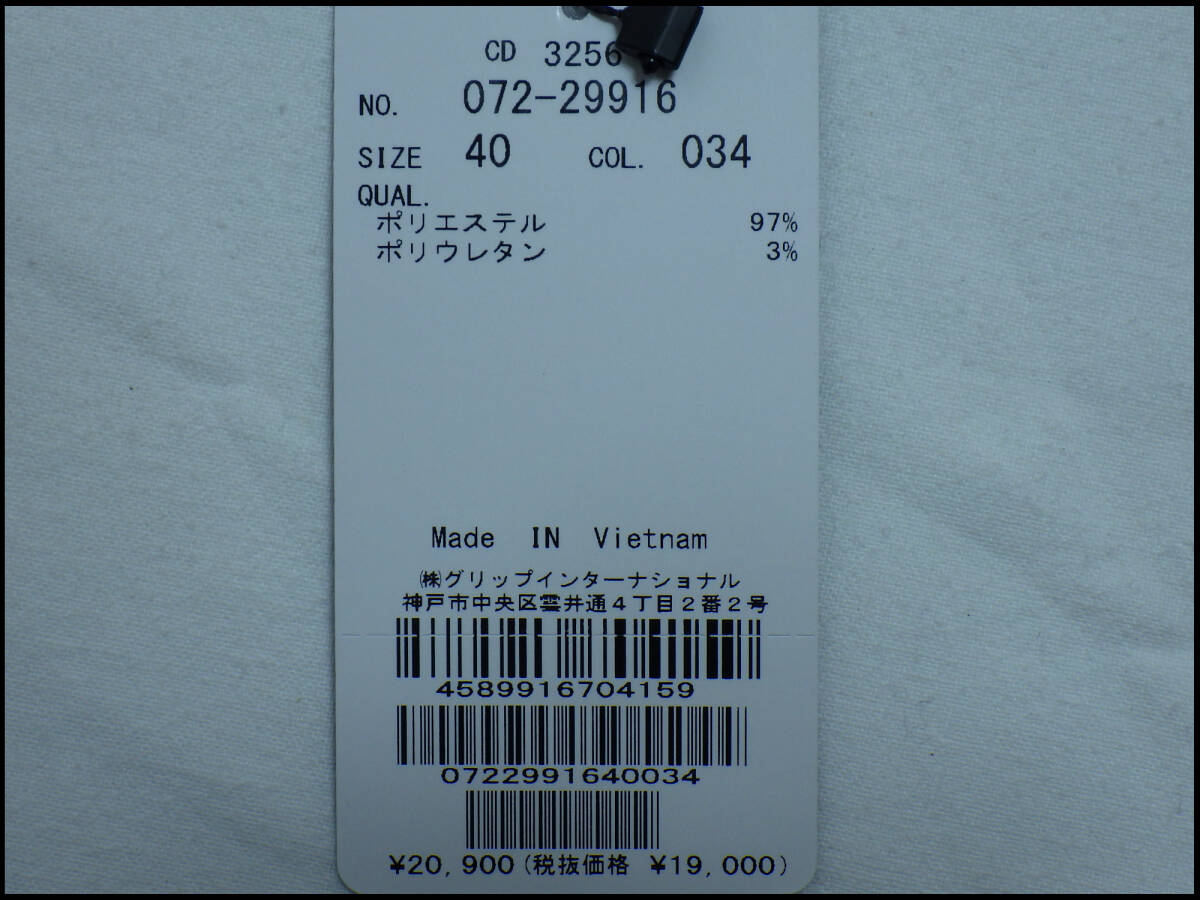 CD 3256
NO. 072-29916
SIZE 40 COL. 034
QUAL.
ポリエステル 97%
ポリウレタン 3%
Made IN Vietnam
㈱グリップインターナショナル
神戸市中央区雲井通4丁目2番2号
4589916704159
0722991640034
¥20,900(税抜価格 ¥19,000)